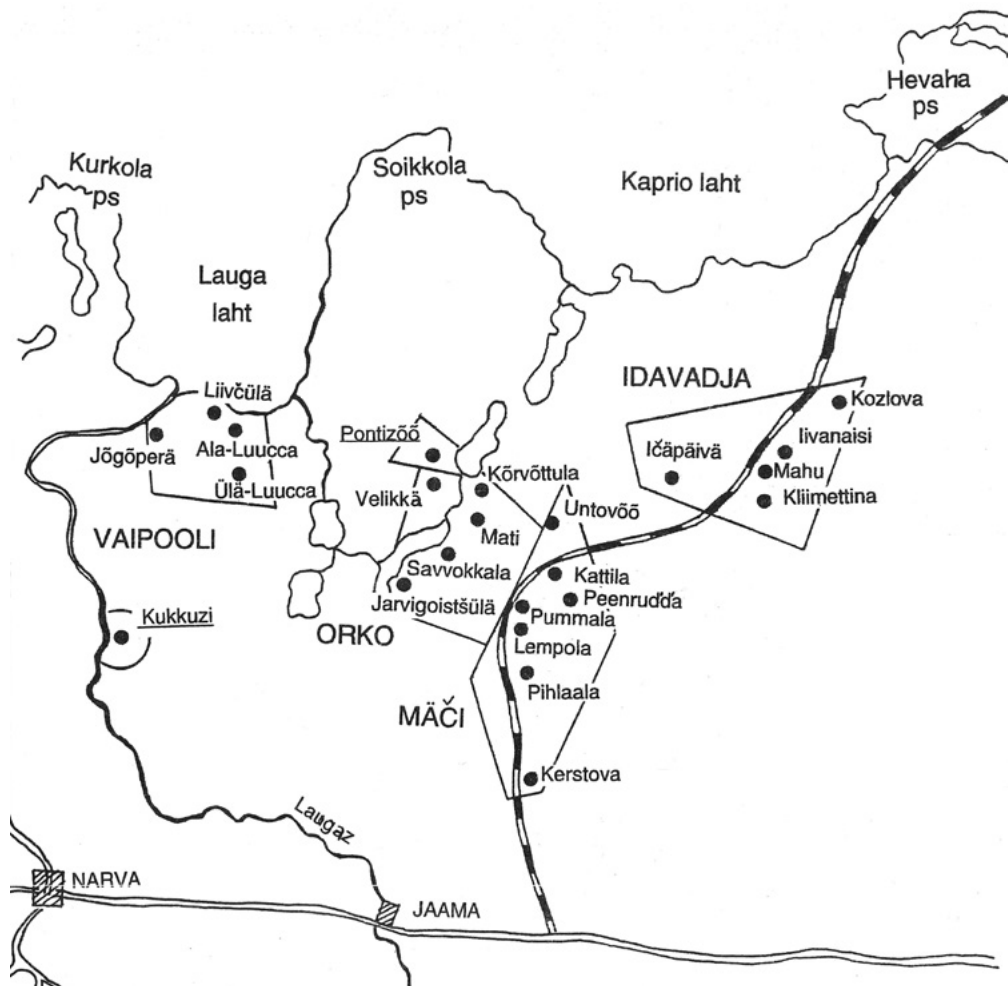 Hevaha
ps
Kurkola
ps
Soikkola
ps
Kaprio laht
Lauga
laht
IDAVADJA
Liivčülä
Kozlova
Jõgõperä
Ala-Luucca
Pontizõõ
Ičäpäivä
Iivanaisi
Mahu
Ülä-Luucca
Velikkä
Kõrvõttula
Kliimettina
Untovõõ
VAIPOOLI
Mati
Savvokkala
Kattila
Jarvigoistšülä
Peenruďďa
Pummala
Kukkuzi
ORKO
Lempola
Pihlaala
MÄČI
Kerstova
Laugaz
NARVA
JAAMA